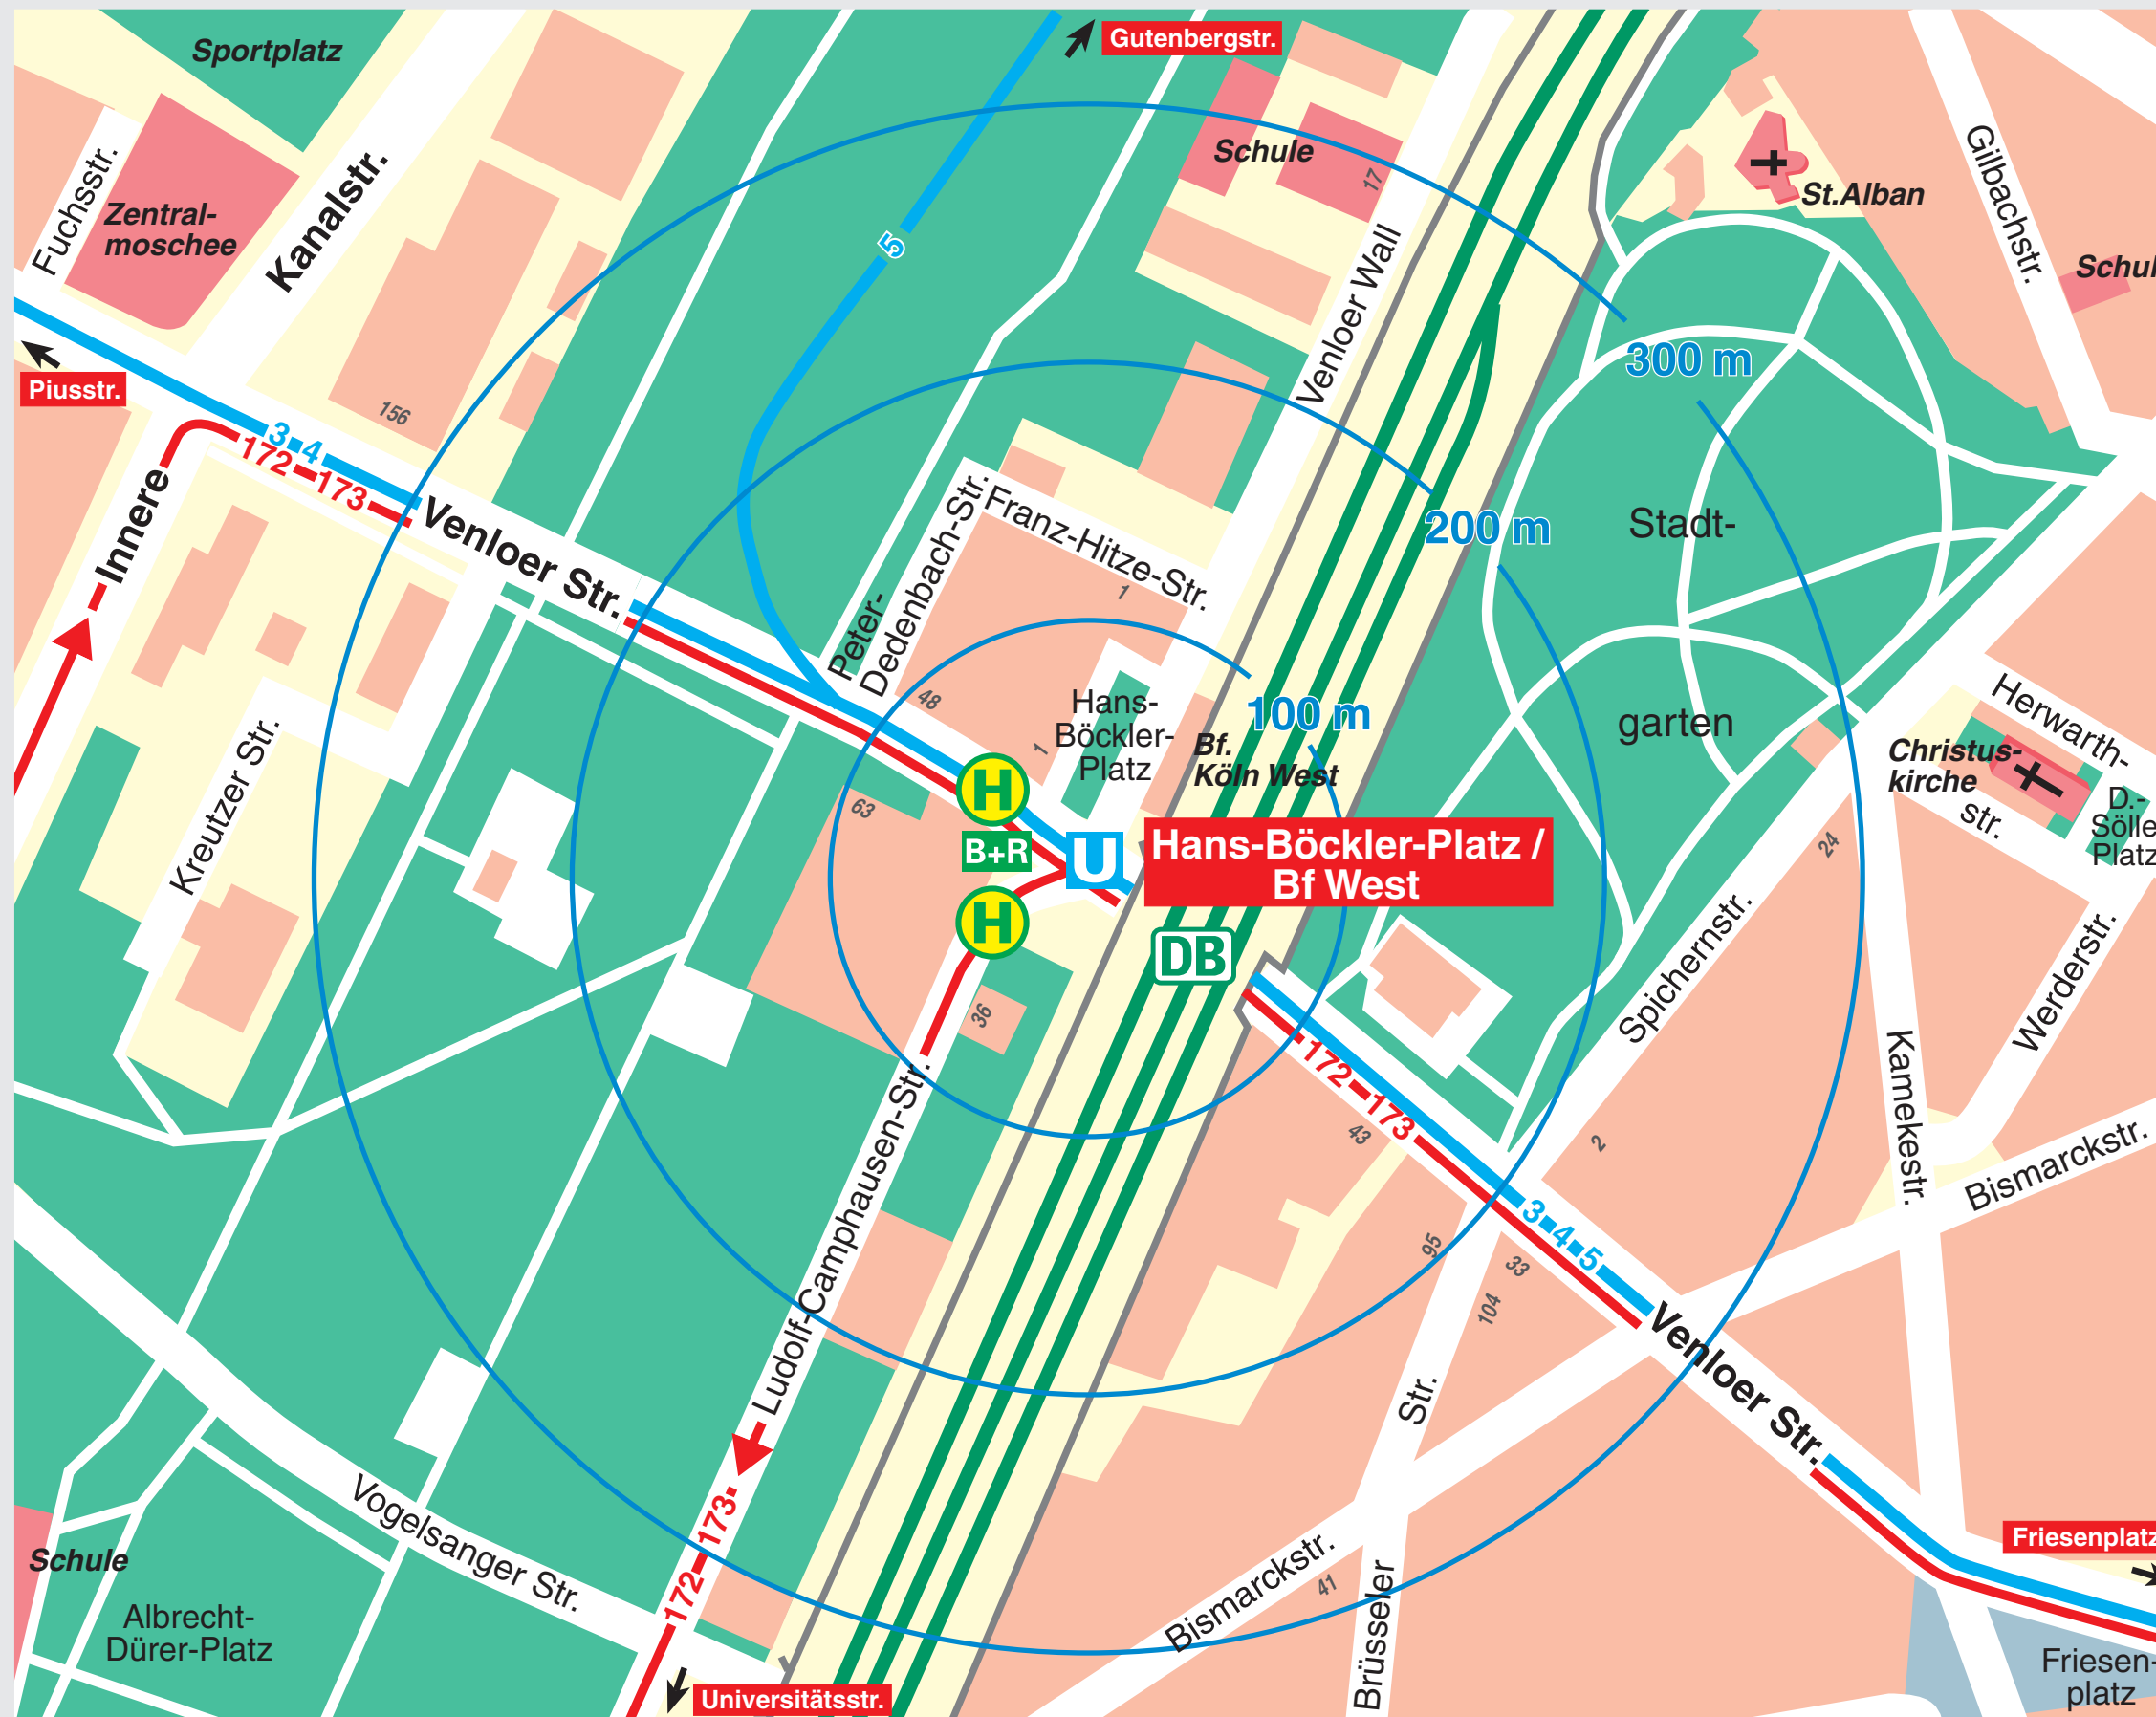 Sportplatz
Gutenbergstr.
Schule
17
St.Alban
Gilbachstr.
Schul
Fuchsstr.
Zentral-
moschee
Kanalstr.
5
Venloer Wall
Piusstr.
156
3 4
172 173
Innere
Venloer Str.
300 m
200 m
100 m
Stadt-
garten
Peter-
Dedenbach-Str.
Franz-Hitze-Str.
1
48
1
Hans-
Böckler-
Platz
Bf.
Köln West
Kreutzer Str.
63
H
B+R
U
H
Hans-Böckler-Platz /
Bf West
DB
36
Herwarth-
str.
Christus-
kirche
D.-
Sölle
Platz
24
Spichernstr.
Werderstr.
Kamekestr.
Bismarckstr.
172 173
43
2
3 4 5
95
33
104
Venloer Str.
Ludolf-Camphausen-Str.
172 173
Vogelsanger Str.
Schule
Albrecht-
Dürer-Platz
Universitätsstr.
Bismarckstr.
41
Brüsseler
Str.
Friesenplatz
Friesen-
platz